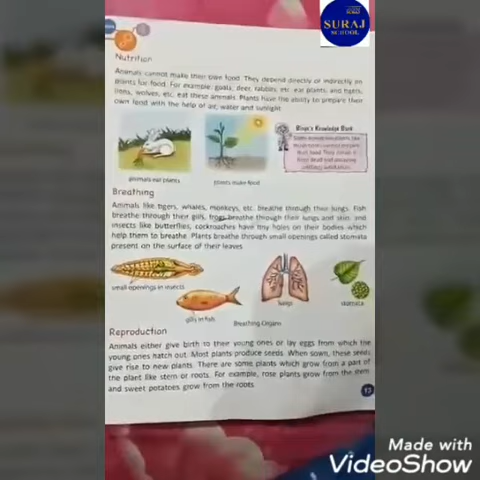 SURAJ
SCHOOL
Nutrition
Animals cannot make their own food. They depend directly or indirectly on
plants for food. For example, goats, deer, rabbits, etc. eat plants, and tigers,
lions, wolves, etc. eat these animals. Plants have the ability to prepare their
own food with the help of air, water and sunlight.
Knowledge Bank
animals eat plants
plants make food
Breathing
Animals like tigers, whales, monkeys, etc. breathe through their lungs. Fish
breathe through their gills, frogs breathe through their lungs and skin, and
insects like butterflies, cockroaches have tiny holes on their bodies which
help them to breathe. Plants breathe through small openings called stomata
present on the surface of their leaves.
small openings in insects
gills in fish
lungs
stomata
Breathing Organs
Reproduction
Animals either give birth to their young ones or lay eggs from which the
young ones hatch out. Most plants produce seeds. When sown, these seeds
give rise to new plants. There are some plants which grow from a part of
the plant like stem or roots. For example, rose plants grow from the stem
and sweet potatoes grow from the roots.
13
Made with
VideoShow